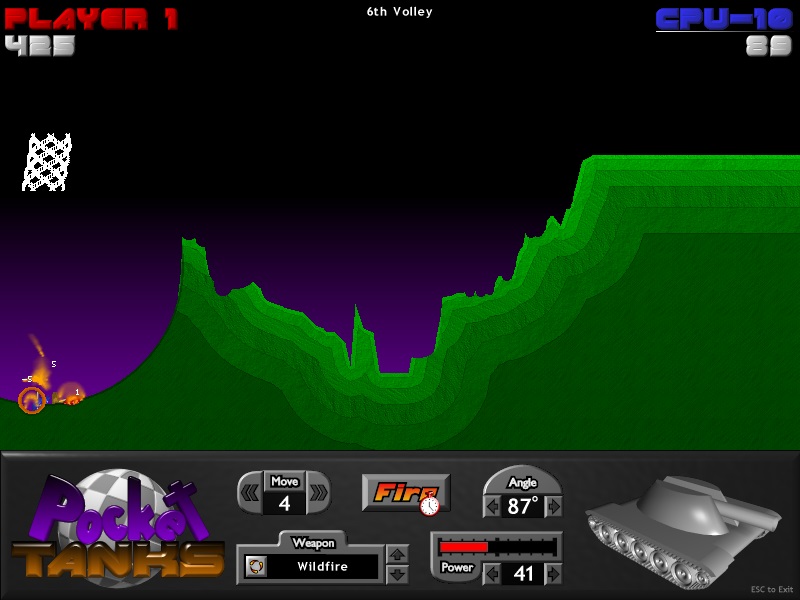 PLAYER 1
6th Volley
CPU-10
425
89
5
-5
1
Move
4
Fire
Angle
87°
Pocket
TANKS
Weapon
Wildfire
Power
41
ESC to Exit